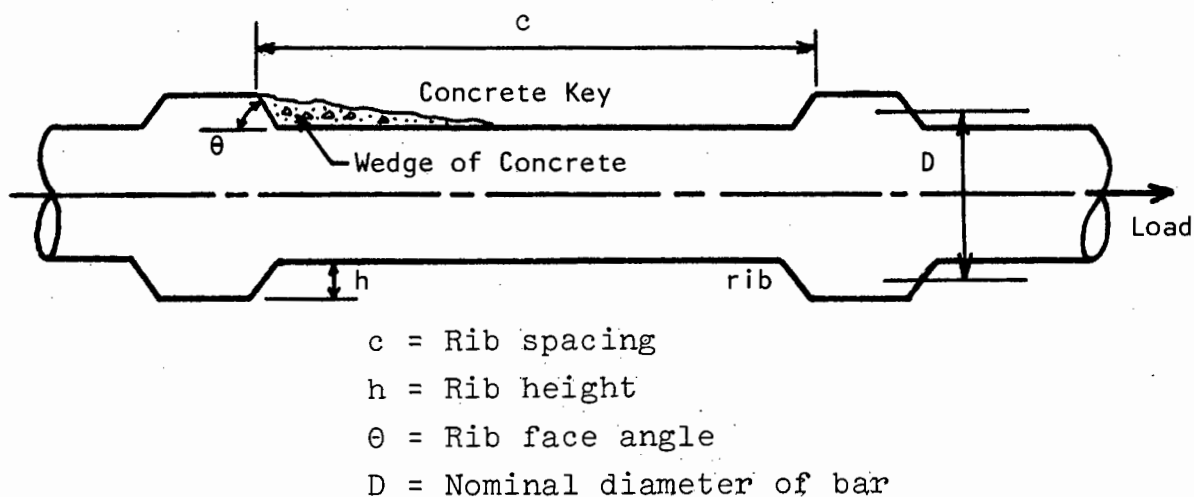 c
Concrete Key
θ
Wedge of Concrete
D
Load
h
rib
c = Rib spacing
h = Rib height
θ = Rib face angle
D = Nominal diameter of bar